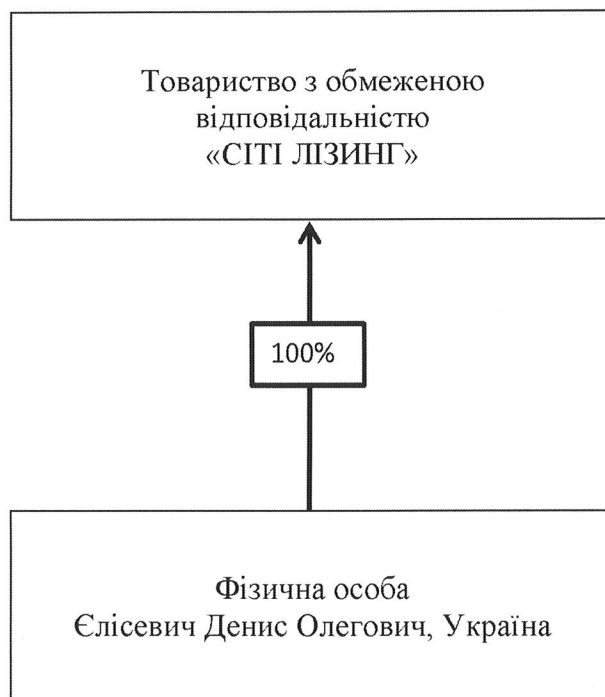 Товариство з обмеженою
відповідальністю
«СІТІ ЛІЗИНГ»
100%
Фізична особа
Єлісевич Денис Олегович, Україна